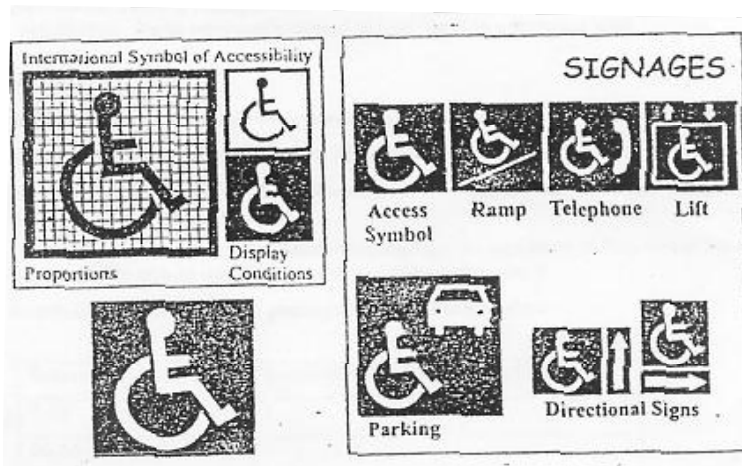 International Symbol of Accessibility
Proportions
Display
Conditions
SIGNAGES
Access
Symbol
Ramp
Telephone
Lift
Parking
Directional Signs